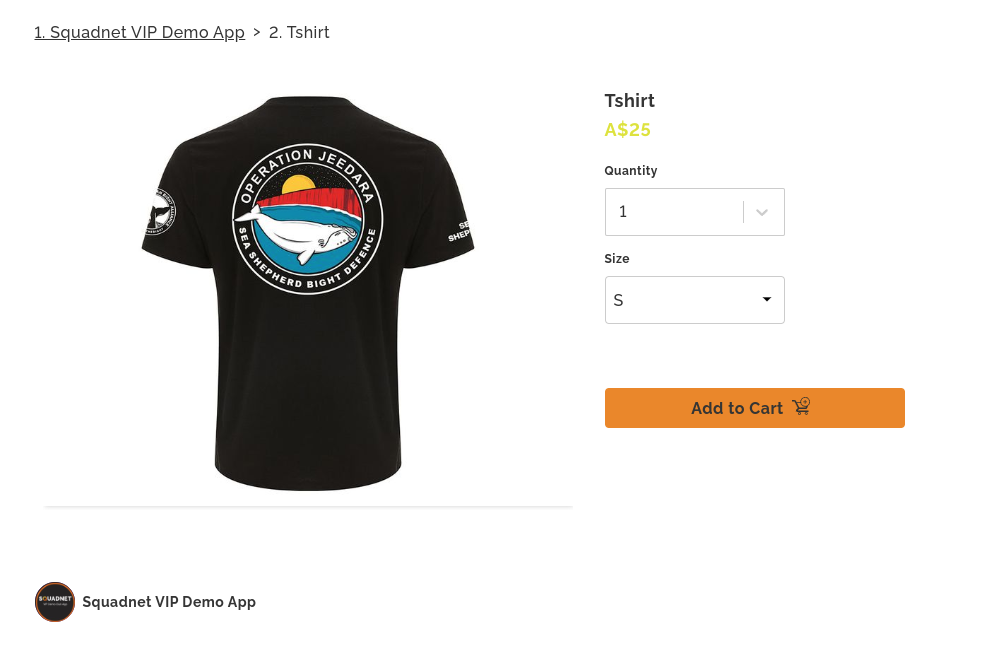 1. Squadnet VIP Demo App > 2. Tshirt
OPERATION JEEDARA
SEA SHEPHERD BIGHT DEFENCE
Tshirt
A$25
Quantity
1
Size
S
Add to Cart
SQUADNET
Squadnet VIP Demo App